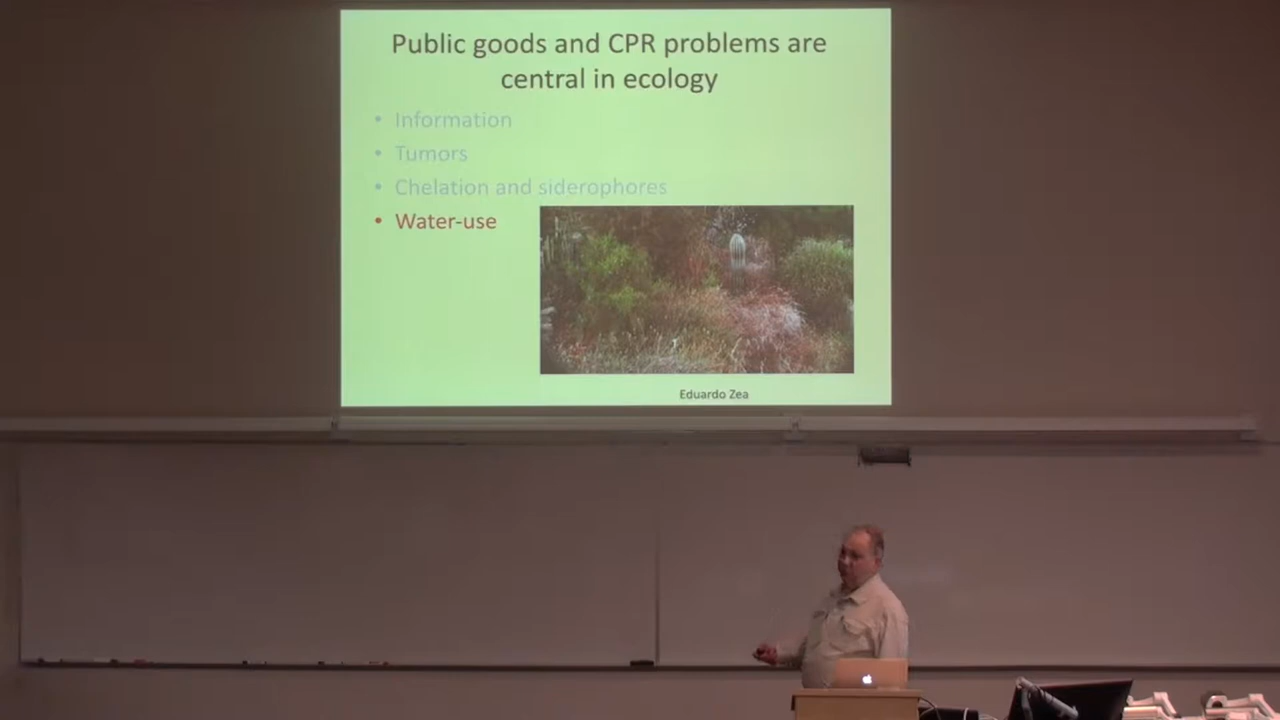 Public goods and CPR problems are
central in ecology
• Information
• Tumors
• Chelation and siderophores
• Water-use
Eduardo Zea